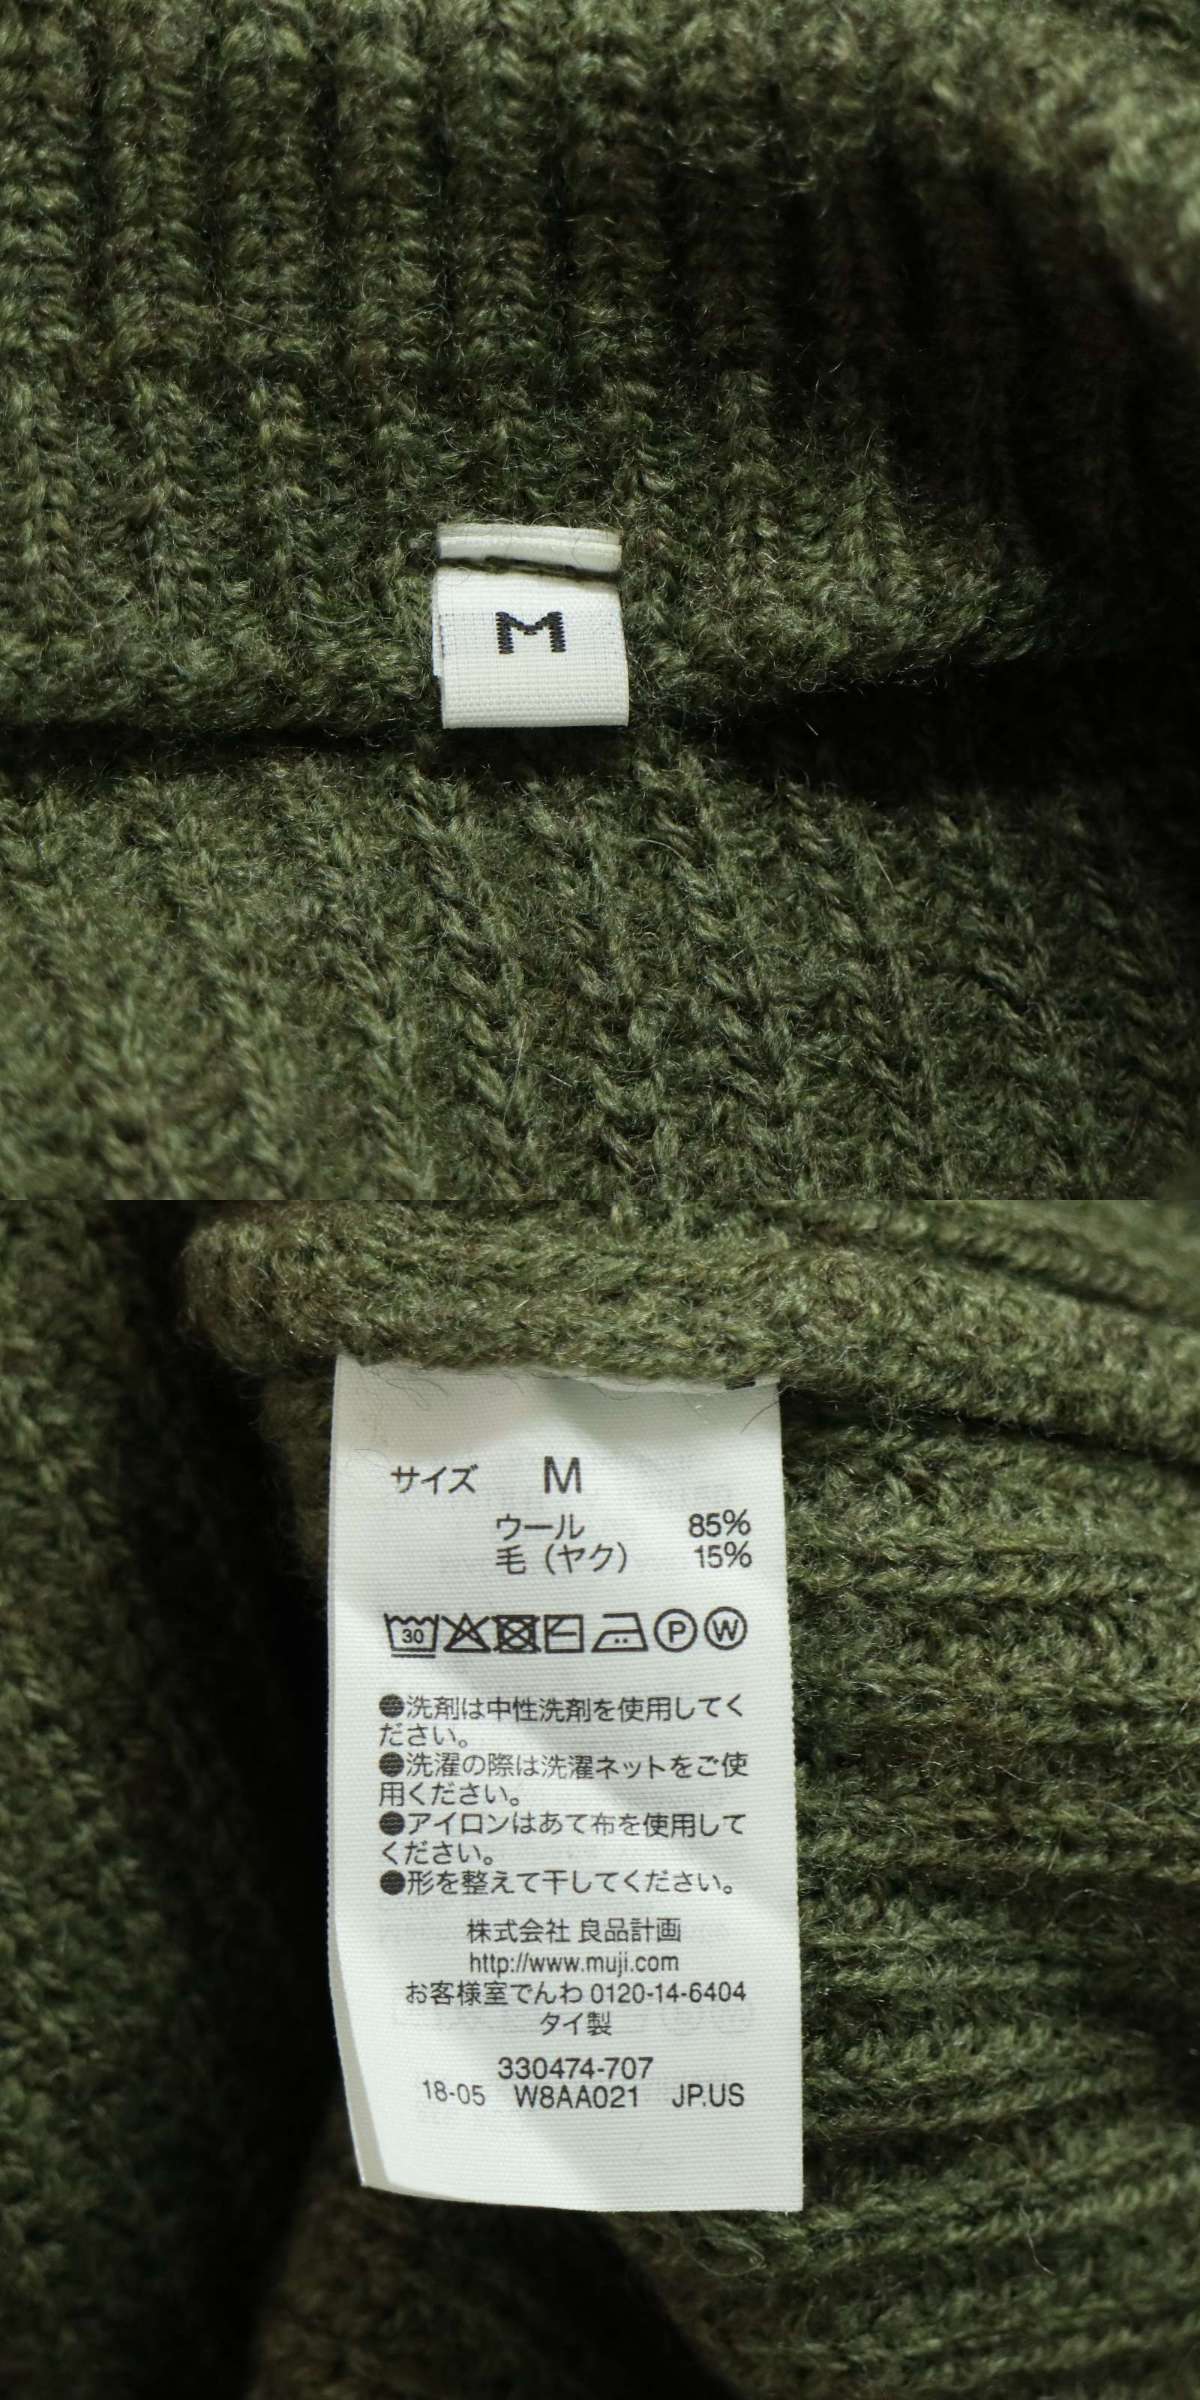 M
サイズ M
ウール 85%
毛（ヤク） 15%
30 P W
●洗剤は中性洗剤を使用してく
ださい。
●洗濯の際は洗濯ネットをご使
用ください。
●アイロンはあて布を使用して
ください。
●形を整えて干してください。
株式会社 良品計画
http://www.muji.com
お客様室でんわ 0120-14-6404
タイ製
330474-707
18-05 W8AA021 JP.US